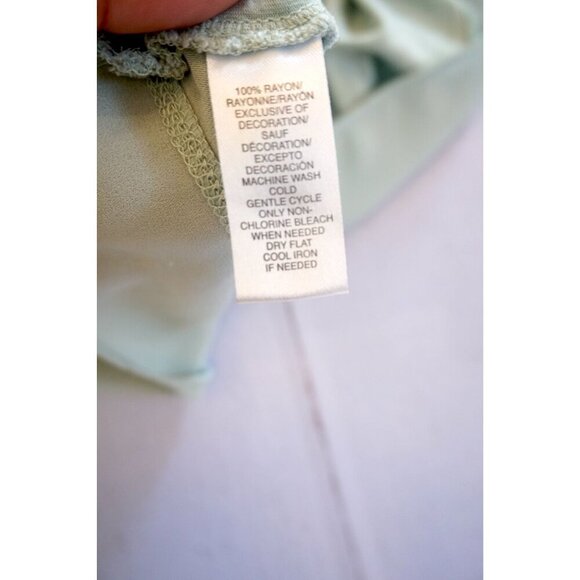 100% RAYON/
RAYONNE/RAYÓN
EXCLUSIVE OF
DECORATION/
SAUF
DÉCORATION/
EXCEPTO
DECORACIÓN
MACHINE WASH
COLD
GENTLE CYCLE
ONLY NON-
CHLORINE BLEACH
WHEN NEEDED
DRY FLAT
COOL IRON
IF NEEDED